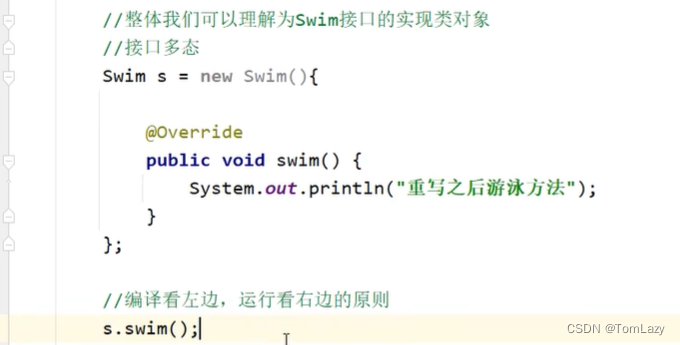 //整体我们可以理解为Swim接口的实现类对象
//接口多态
Swim s = new Swim(){
@Override
public void swim() {
System.out.println("重写之后游泳方法");
}
};
//编译看左边，运行看右边的原则
s.swim();
CSDN @TomLazy